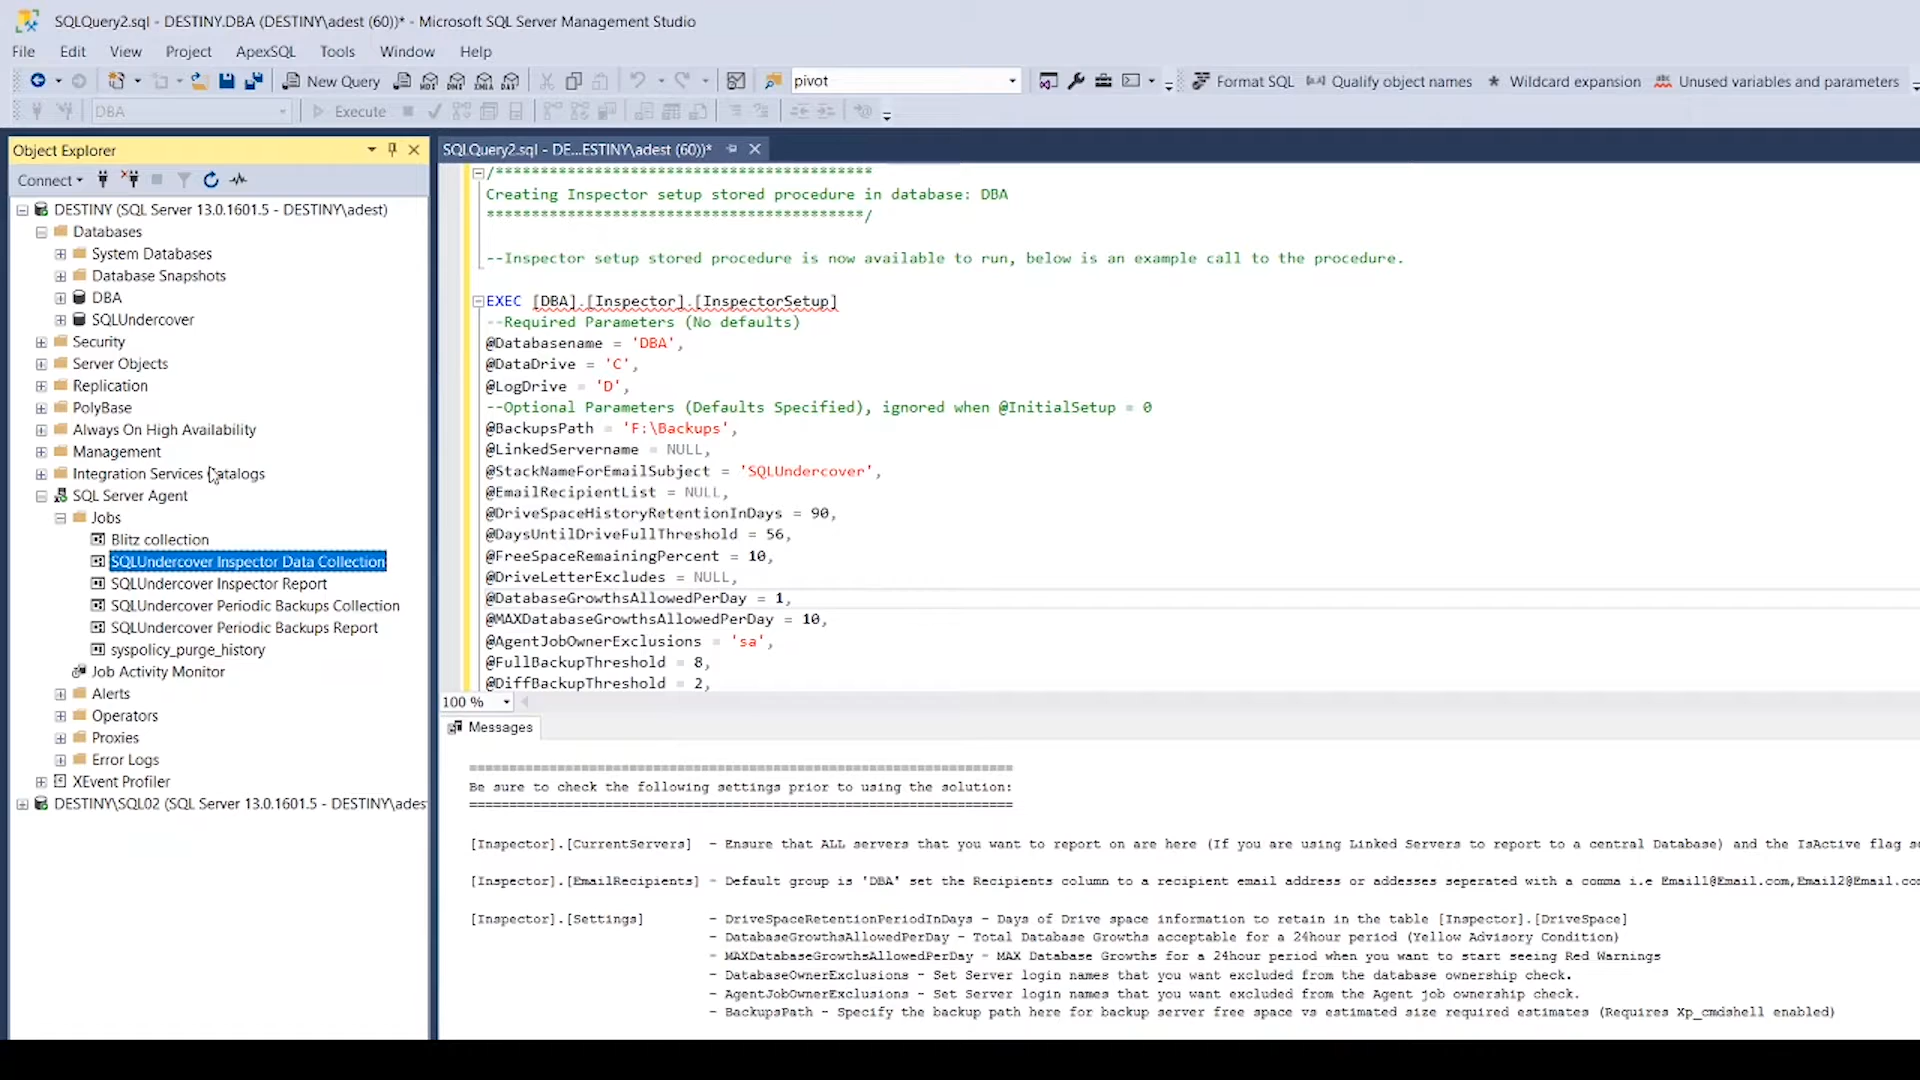 SQLQuery2.sql - DESTINY.DBA (DESTINY\adest (60))* - Microsoft SQL Server Management Studio
File Edit View Project ApexSQL Tools Window Help
New Query
pivot
Format SQL Qualify object names Wildcard expansion Unused variables and parameters
DBA
Execute
Object Explorer
Connect
DESTINY (SQL Server 13.0.1601.5 - DESTINY\adest)
Databases
System Databases
Database Snapshots
DBA
SQLUndercover
Security
Server Objects
Replication
PolyBase
Always On High Availability
Management
Integration Services Catalogs
SQL Server Agent
Jobs
Blitz collection
SQLUndercover Inspector Data Collection
SQLUndercover Inspector Report
SQLUndercover Periodic Backups Collection
SQLUndercover Periodic Backups Report
syspolicy_purge_history
Job Activity Monitor
Alerts
Operators
Proxies
Error Logs
XEvent Profiler
DESTINY\SQL02 (SQL Server 13.0.1601.5 - DESTINY\ades
SQLQuery2.sql - DE...ESTINY\adest (60))*
/******************************************
Creating Inspector setup stored procedure in database: DBA
******************************************/
--Inspector setup stored procedure is now available to run, below is an example call to the procedure.
EXEC [DBA].[Inspector].[InspectorSetup]
--Required Parameters (No defaults)
@Databasename = 'DBA',
@DataDrive = 'C',
@LogDrive = 'D',
--Optional Parameters (Defaults Specified), ignored when @InitialSetup = 0
@BackupsPath = 'F:\Backups',
@LinkedServername = NULL,
@StackNameForEmailSubject = 'SQLUndercover',
@EmailRecipientList = NULL,
@DriveSpaceHistoryRetentionInDays = 90,
@DaysUntilDriveFullThreshold = 56,
@FreeSpaceRemainingPercent = 10,
@DriveLetterExcludes = NULL,
@DatabaseGrowthsAllowedPerDay = 1,
@MAXDatabaseGrowthsAllowedPerDay = 10,
@AgentJobOwnerExclusions = 'sa',
@FullBackupThreshold = 8,
@DiffBackupThreshold = 2,
100 %
Messages
============================================================
Be sure to check the following settings prior to using the solution:
============================================================
[Inspector].[CurrentServers] - Ensure that ALL servers that you want to report on are here (If you are using Linked Servers to report to a central Database) and the IsActive flag s
[Inspector].[EmailRecipients] - Default group is 'DBA' set the Recipients column to a recipient email address or addesses seperated with a comma i.e Email1@Email.com,Email2@Email.co
[Inspector].[Settings] - DriveSpaceRetentionPeriodInDays - Days of Drive space information to retain in the table [Inspector].[DriveSpace]
- DatabaseGrowthsAllowedPerDay - Total Database Growths acceptable for a 24hour period (Yellow Advisory Condition)
- MAXDatabaseGrowthsAllowedPerDay - MAX Database Growths for a 24hour period when you want to start seeing Red Warnings
- DatabaseOwnerExclusions - Set Server login names that you want excluded from the database ownership check.
- AgentJobOwnerExclusions - Set Server login names that you want excluded from the Agent job ownership check.
- BackupsPath - Specify the backup path here for backup server free space vs estimated size required estimates (Requires Xp_cmdshell enabled)